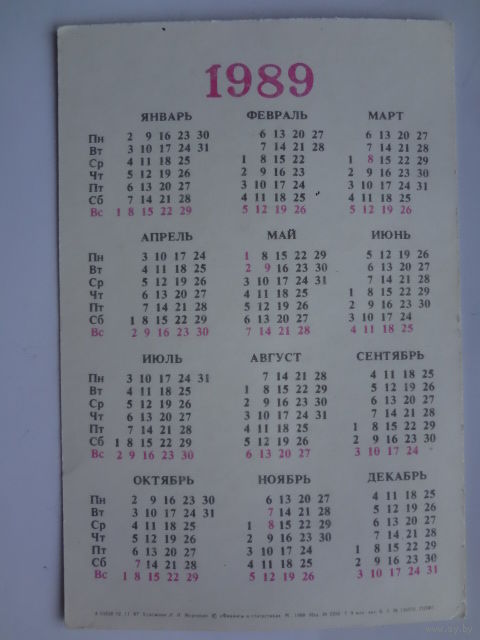 1989
ЯНВАРЬ ФЕВРАЛЬ МАРТ
Пн 2 9 16 23 30 6 13 20 27 6 13 20 27
Вт 3 10 17 24 31 7 14 21 28 7 14 21 28
Ср 4 11 18 25 1 8 15 22 1 8 15 22 29
Чт 5 12 19 26 2 9 16 23 2 9 16 23 30
Пт 6 13 20 27 3 10 17 24 3 10 17 24 31
Сб 7 14 21 28 4 11 18 25 4 11 18 25
Вс 1 8 15 22 29 5 12 19 26 5 12 19 26
АПРЕЛЬ МАЙ ИЮНЬ
Пн 3 10 17 24 1 8 15 22 29 5 12 19 26
Вт 4 11 18 25 2 9 16 23 30 6 13 20 27
Ср 5 12 19 26 3 10 17 24 31 7 14 21 28
Чт 6 13 20 27 4 11 18 25 1 8 15 22 29
Пт 7 14 21 28 5 12 19 26 2 9 16 23 30
Сб 1 8 15 22 29 6 13 20 27 3 10 17 24
Вс 2 9 16 23 30 7 14 21 28 4 11 18 25
ИЮЛЬ АВГУСТ СЕНТЯБРЬ
Пн 3 10 17 24 31 7 14 21 28 4 11 18 25
Вт 4 11 18 25 1 8 15 22 29 5 12 19 26
Ср 5 12 19 26 2 9 16 23 30 6 13 20 27
Чт 6 13 20 27 3 10 17 24 31 7 14 21 28
Пт 7 14 21 28 4 11 18 25 1 8 15 22 29
Сб 1 8 15 22 29 5 12 19 26 2 9 16 23 30
Вс 2 9 16 23 30 6 13 20 27 3 10 17 24
ОКТЯБРЬ НОЯБРЬ ДЕКАБРЬ
Пн 2 9 16 23 30 6 13 20 27 4 11 18 25
Вт 3 10 17 24 31 7 14 21 28 5 12 19 26
Ср 4 11 18 25 1 8 15 22 29 6 13 20 27
Чт 5 12 19 26 2 9 16 23 30 7 14 21 28
Пт 6 13 20 27 3 10 17 24 1 8 15 22 29
Сб 7 14 21 28 4 11 18 25 2 9 16 23 30
Вс 1 8 15 22 29 5 12 19 26 3 10 17 24 31
Художник © «Финансы и статистика» М.